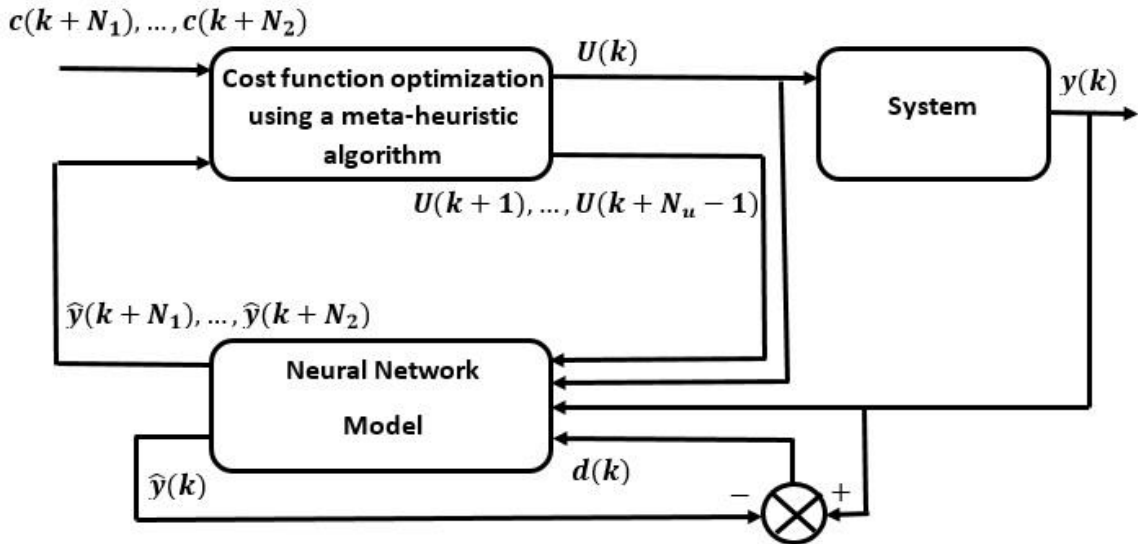 c(k + N₁), ... , c(k + N₂)
U(k)
Cost function optimization
using a meta-heuristic
algorithm
System
y(k)
U(k + 1), ... , U(k + Nᵤ − 1)
ŷ(k + N₁), ... , ŷ(k + N₂)
Neural Network
Model
ŷ(k)
d(k)
−
+